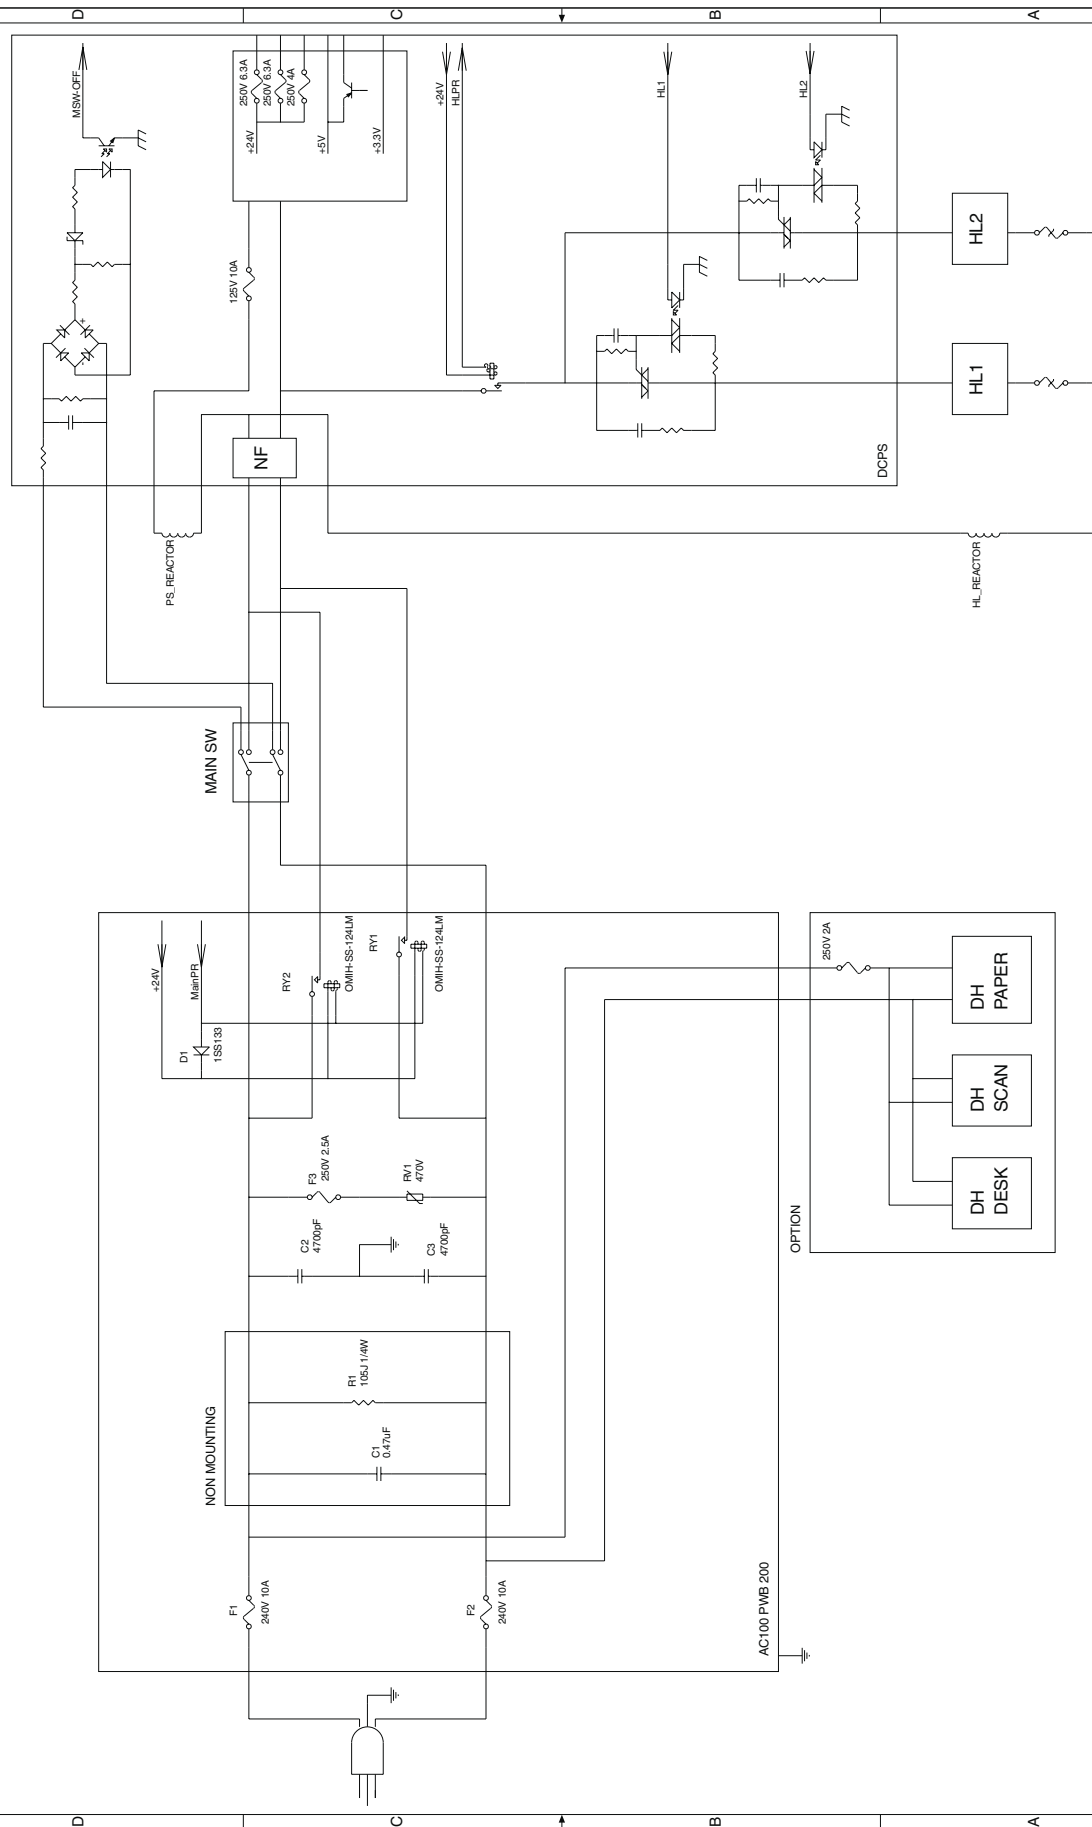 D
C
B
A
MSW-OFF
250V 6.3A
250V 6.3A
250V 4A
+24V
+5V
+3.3V
+24V
HLPR
HL1
HL2
125V 10A
+
-
NF
HL2
HL1
DCPS
PS_REACTOR
HL_REACTOR
MAIN SW
+24V
MainPR
D1
1SS133
RY2
OMIH-SS-124LM
RY1
OMIH-SS-124LM
250V 2A
DH
PAPER
DH
SCAN
DH
DESK
OPTION
F3
250V 2.5A
RV1
470V
C2
4700pF
C3
4700pF
NON MOUNTING
R1
105J 1/4W
C1
0.47uF
F1
240V 10A
F2
240V 10A
AC100 PWB 200
D
C
B
A